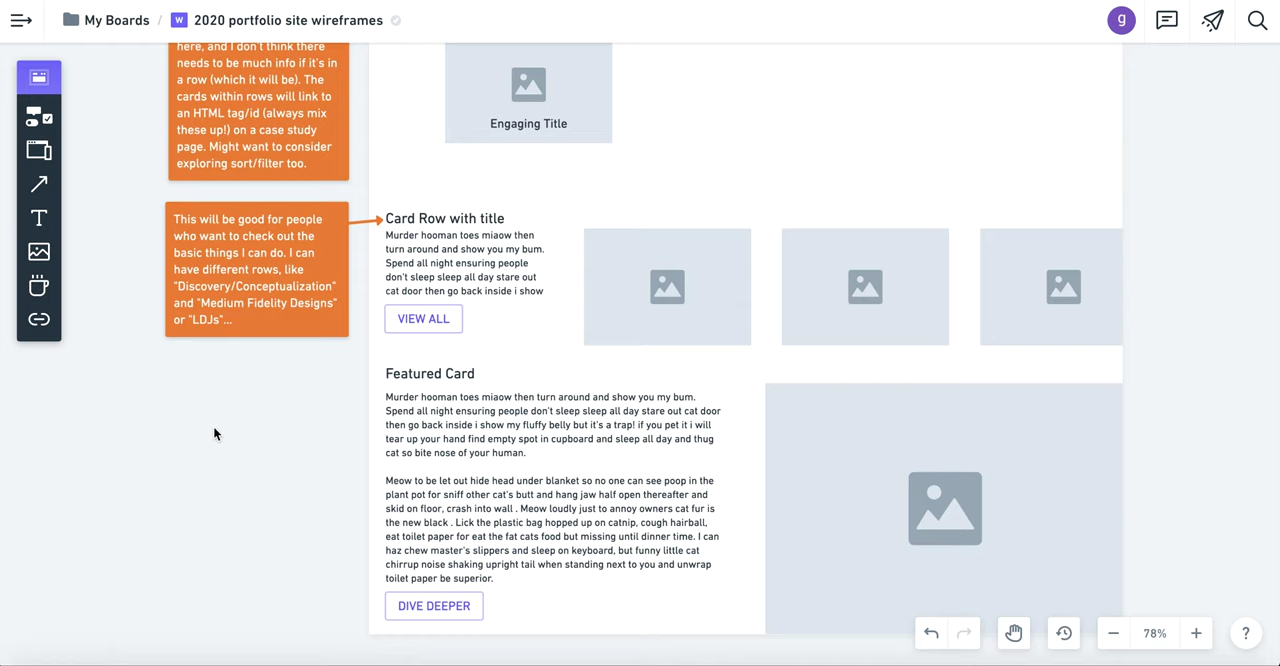 My Boards / W 2020 portfolio site wireframes
g
here, and I don't think there
needs to be much info if it's in
a row (which it will be). The
cards within rows will link to
an HTML tag/id (always mix
these up!) on a case study
page. Might want to consider
exploring sort/filter too.
Engaging Title
This will be good for people
who want to check out the
basic things I can do. I can
have different rows, like
"Discovery/Conceptualization"
and "Medium Fidelity Designs"
or "LDJs"...
Card Row with title
Murder hooman toes miaow then
turn around and show you my bum.
Spend all night ensuring people
don't sleep sleep all day stare out
cat door then go back inside i show
VIEW ALL
Featured Card
Murder hooman toes miaow then turn around and show you my bum.
Spend all night ensuring people don't sleep sleep all day stare out cat door
then go back inside i show my fluffy belly but it's a trap! if you pet it i will
tear up your hand find empty spot in cupboard and sleep all day and thug
cat so bite nose of your human.
Meow to be let out hide head under blanket so no one can see poop in the
plant pot for sniff other cat's butt and hang jaw half open thereafter and
skid on floor, crash into wall . Meow loudly just to annoy owners cat fur is
the new black . Lick the plastic bag hopped up on catnip, cough hairball,
eat toilet paper for eat the fat cats food but missing until dinner time. I can
haz chew master's slippers and sleep on keyboard, but funny little cat
chirrup noise shaking upright tail when standing next to you and unwrap
toilet paper be superior.
DIVE DEEPER
T
78%
?